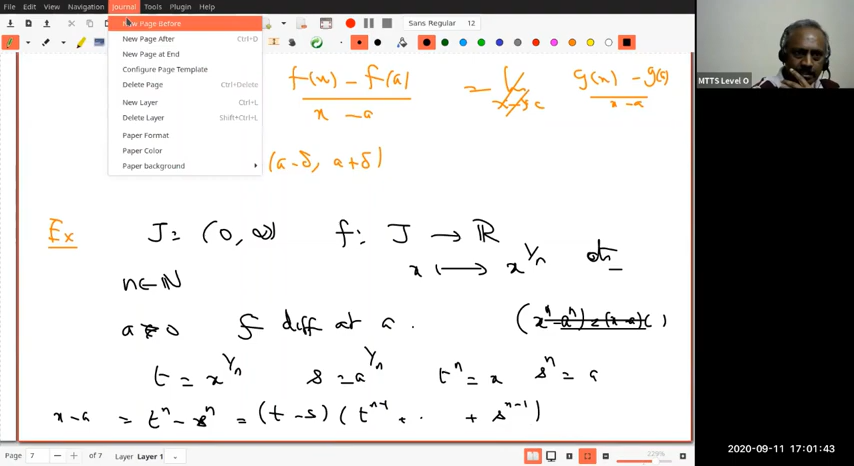 File Edit View Navigation Journal Tools Plugin Help
New Page Before
New Page After Ctrl+D
New Page at End
Configure Page Template
Delete Page Ctrl+Delete
New Layer Ctrl+L
Delete Layer Shift+Ctrl+L
Paper Format
Paper Color
Paper background
Sans Regular 12
MTTS Level O
f(x) - f(a) / x - a = g(x) - g(a) / x - a
(a-δ, a+δ)
Ex J = (0, ∞) f: J → ℝ
x ⟼ x^{1/n}
n ∈ ℕ
a 0 f diff at a. (x^n - a^n) = (x-a)( )
t = x^{1/n} s = a^{1/n} t^n = x s^n = a
x-a = t^n - s^n = (t-s)(t^{n-1} + . . + s^{n-1})
Page 7 of 7 Layer Layer 1 229%
2020-09-11 17:01:43